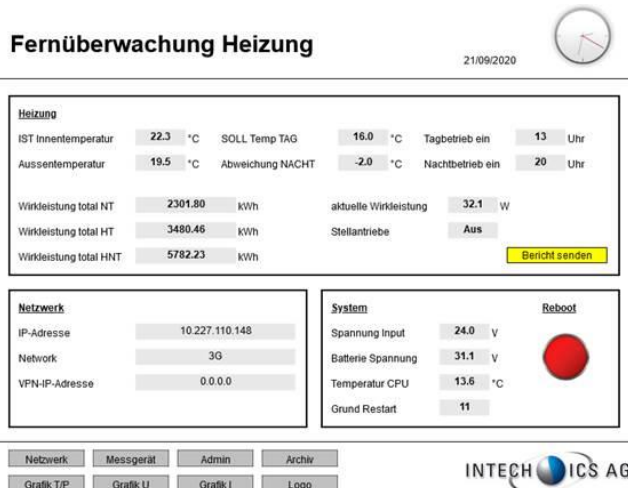 Fernüberwachung Heizung
21/09/2020
Heizung
IST Innentemperatur 22.3 °C SOLL Temp TAG 16.0 °C Tagbetrieb ein 13 Uhr
Aussentemperatur 19.5 °C Abweichung NACHT -2.0 °C Nachtbetrieb ein 20 Uhr
Wirkleistung total NT 2301.80 kWh aktuelle Wirkleistung 32.1 W
Wirkleistung total HT 3480.46 kWh Stellantriebe Aus
Wirkleistung total HNT 5782.23 kWh Bericht senden
Netzwerk
IP-Adresse 10.227.110.148
Network 3G
VPN-IP-Adresse 0.0.0.0
System Reboot
Spannung Input 24.0 V
Batterie Spannung 31.1 V
Temperatur CPU 13.6 °C
Grund Restart 11
Netzwerk Messgerät Admin Archiv
Grafik T/P Grafik U Grafik I Logo
INTECH ICS AG